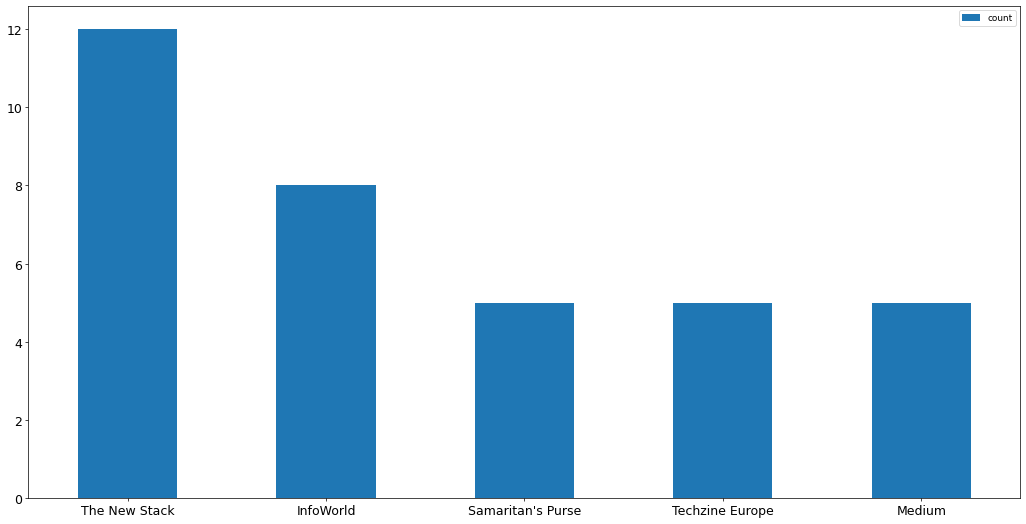 count
12
10
8
6
4
2
0
The New Stack
InfoWorld
Samaritan's Purse
Techzine Europe
Medium